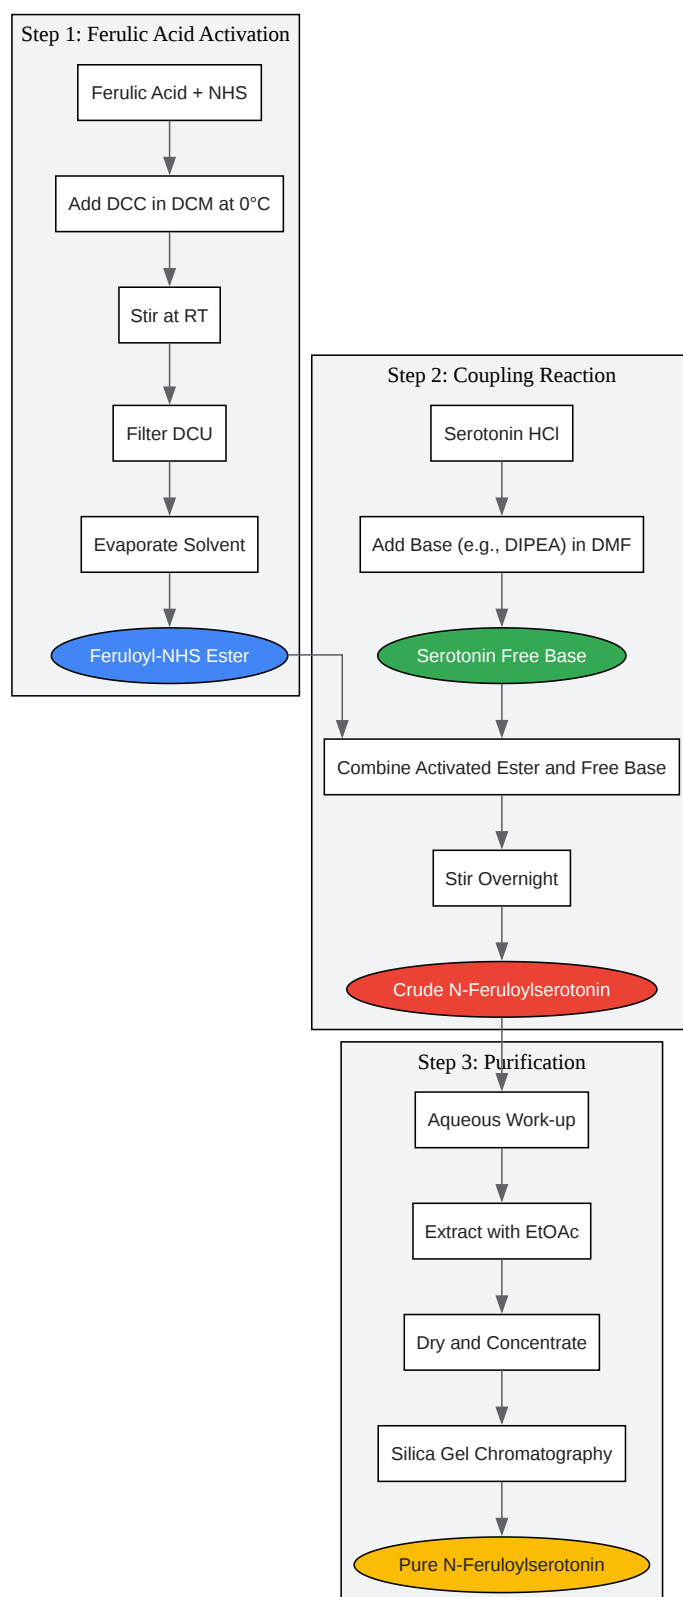 Step 1: Ferulic Acid Activation
Ferulic Acid + NHS
Add DCC in DCM at 0°C
Stir at RT
Filter DCU
Evaporate Solvent
Feruloyl-NHS Ester
Step 2: Coupling Reaction
Serotonin HCl
Add Base (e.g., DIPEA) in DMF
Serotonin Free Base
Combine Activated Ester and Free Base
Stir Overnight
Crude N-Feruloylserotonin
Step 3: Purification
Aqueous Work-up
Extract with EtOAc
Dry and Concentrate
Silica Gel Chromatography
Pure N-Feruloylserotonin